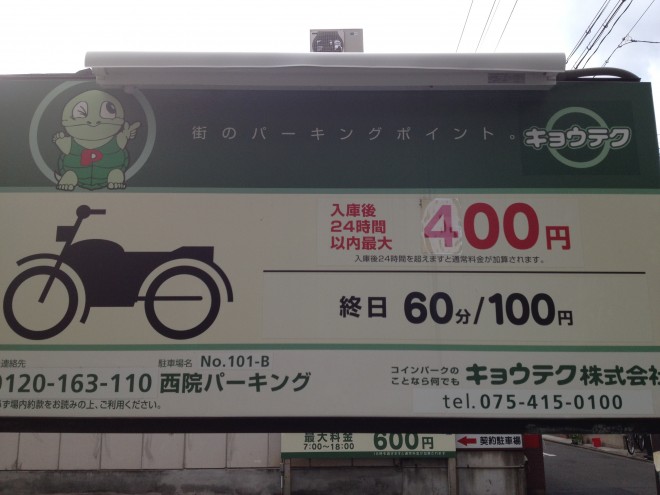 街のパーキングポイント。
キョウテク
入庫後
24時間
以内最大
400円
入庫後24時間を超えますと通常料金が加算されます。
終日 60分/100円
連絡先
駐車場名 No.101-B
0120-163-110 西院パーキング
ず場内約款をお読みの上、ご利用ください。
コインパークの
ことなら何でも
キョウテク株式会社
tel.075-415-0100
最大料金
7:00〜18:00
600円
契約駐車場